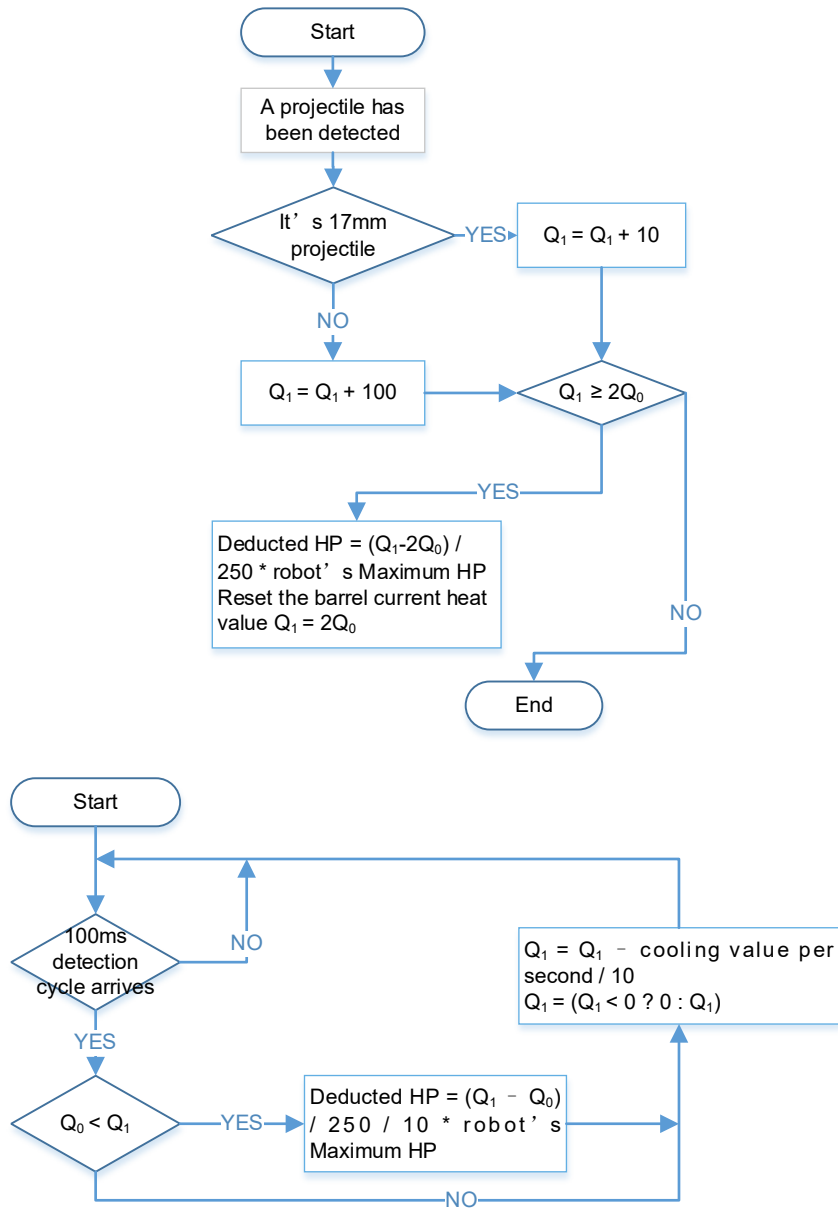 Start
A projectile has
been detected
It’s 17mm
projectile
YES
Q₁ = Q₁ + 10
NO
Q₁ = Q₁ + 100
Q₁ ≥ 2Q₀
YES
Deducted HP = (Q₁-2Q₀) /
250 * robot’s Maximum HP
Reset the barrel current heat
value Q₁ = 2Q₀
NO
End
Start
100ms
detection
cycle arrives
NO
YES
Q₁ = Q₁ – cooling value per
second / 10
Q₁ = (Q₁ < 0 ? 0 : Q₁)
Q₀ < Q₁
YES
Deducted HP = (Q₁ – Q₀)
/ 250 / 10 * robot’s
Maximum HP
NO